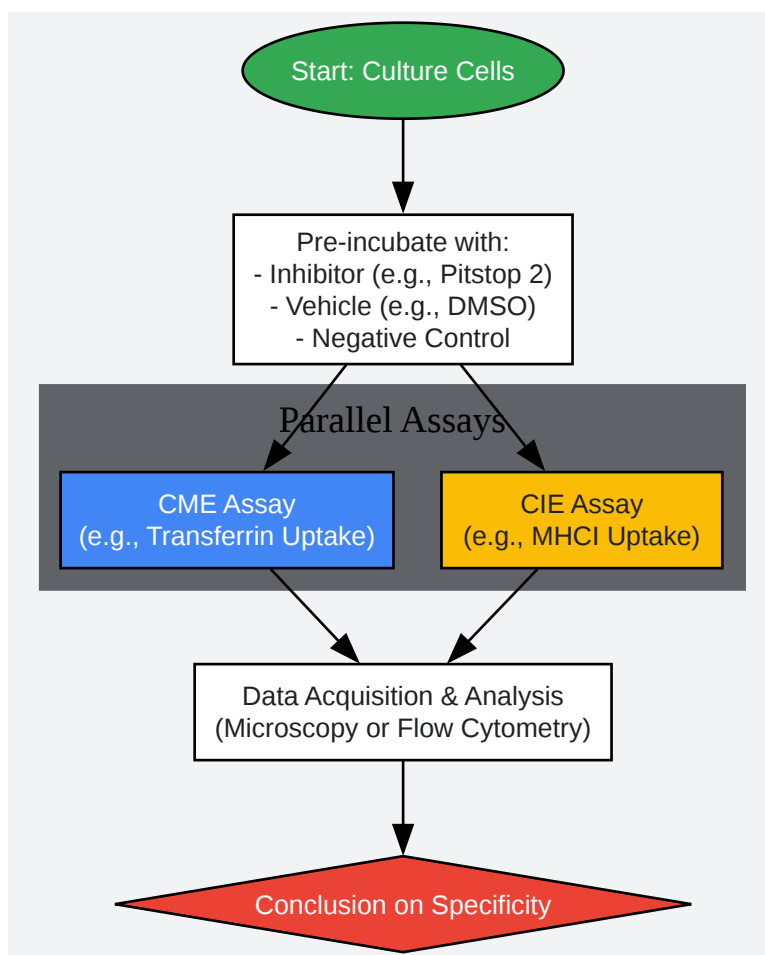 Start: Culture Cells
Pre-incubate with:
- Inhibitor (e.g., Pitstop 2)
- Vehicle (e.g., DMSO)
- Negative Control
Parallel Assays
CME Assay
(e.g., Transferrin Uptake)
CIE Assay
(e.g., MHCI Uptake)
Data Acquisition & Analysis
(Microscopy or Flow Cytometry)
Conclusion on Specificity